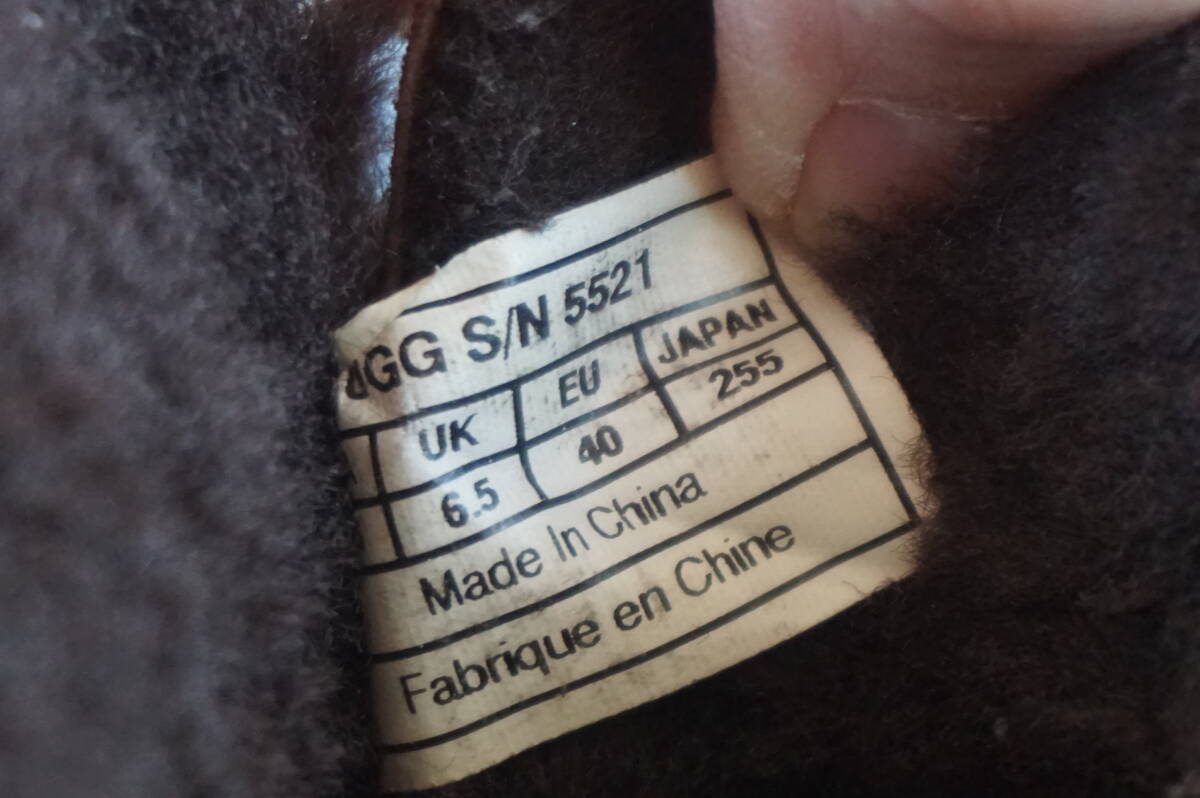 UGG S/N 5521
UK EU JAPAN
6.5 40 255
Made In China
Fabrique en Chine